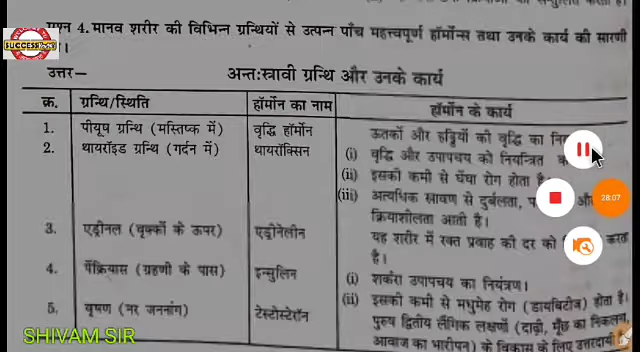 प्रश्न 4. मानव शरीर की विभिन्न ग्रन्थियों से उत्पन्न पाँच महत्त्वपूर्ण हॉर्मोन्स तथा उनके कार्य की सारणी
SUCCESS
उत्तर— अन्तःस्रावी ग्रन्थि और उनके कार्य
क्र. ग्रन्थि/स्थिति हॉर्मोन का नाम हॉर्मोन के कार्य
1. पीयूष ग्रन्थि (मस्तिष्क में) वृद्धि हॉर्मोन ऊतकों और हड्डियों की वृद्धि का
2. थायरॉइड ग्रन्थि (गर्दन में) थायरॉक्सिन (i) वृद्धि और उपापचय को नियन्त्रित
(ii) इसकी कमी से घेंघा रोग होता है।
28:07
(iii) अत्यधिक स्रावण से दुर्बलता, और
क्रियाशीलता आती है।
3. एड्रीनल (वृक्कों के ऊपर) एड्रीनेलीन यह शरीर में रक्त प्रवाह की दर को करत
है।
4. पैंक्रियास (ग्रहणी के पास) इन्सुलिन (i) शर्करा उपापचय का नियंत्रण।
(ii) इसकी कमी से मधुमेह रोग (डायबिटीज) होता है।
5. वृषण (नर जननांग) टेस्टोस्टेरॉन पुरुष द्वितीय लैंगिक लक्षणों (दाढ़ी, मूँछ का निकलना,
आवाज का भारीपन) के विकास के लिए उत्तरदायी
SHIVAM SIR